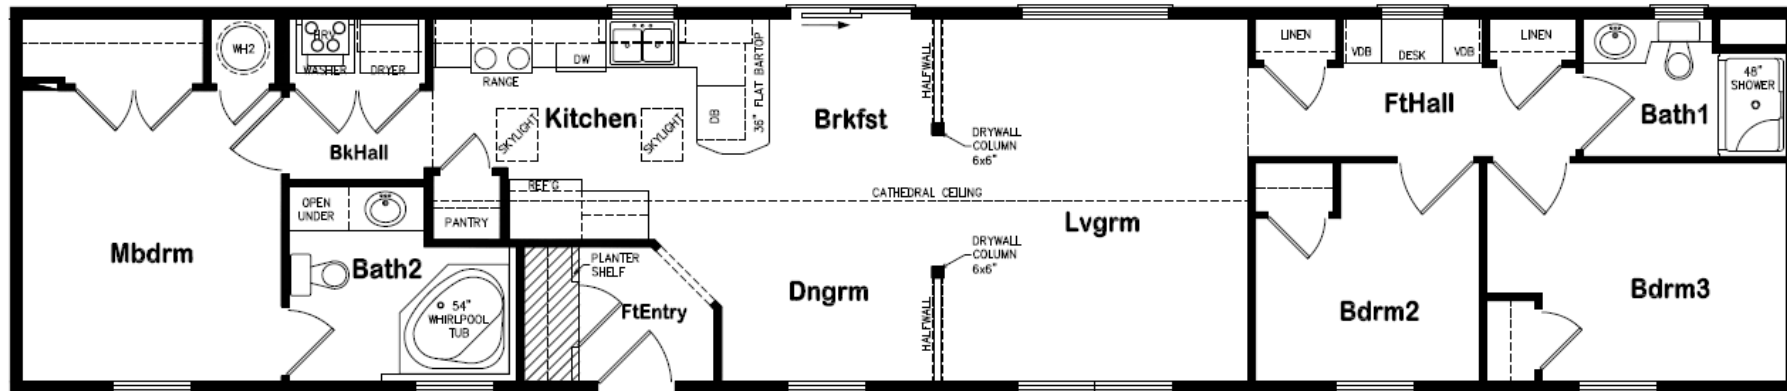 WH2
HRV
WASHER
DRYER
RANGE
DW
DB
36" FLAT BARTOP
SKYLIGHT
Kitchen
SKYLIGHT
Brkfst
HALFWALL
DRYWALL
COLUMN
6x6"
LINEN
VDB
DESK
VDB
LINEN
FtHall
Bath1
48"
SHOWER
BkHall
REF'G
PANTRY
OPEN
UNDER
CATHEDRAL CEILING
Mbdrm
Bath2
54"
WHIRLPOOL
TUB
PLANTER
SHELF
FtEntry
Dngrm
DRYWALL
COLUMN
6x6"
HALFWALL
Lvgrm
Bdrm2
Bdrm3